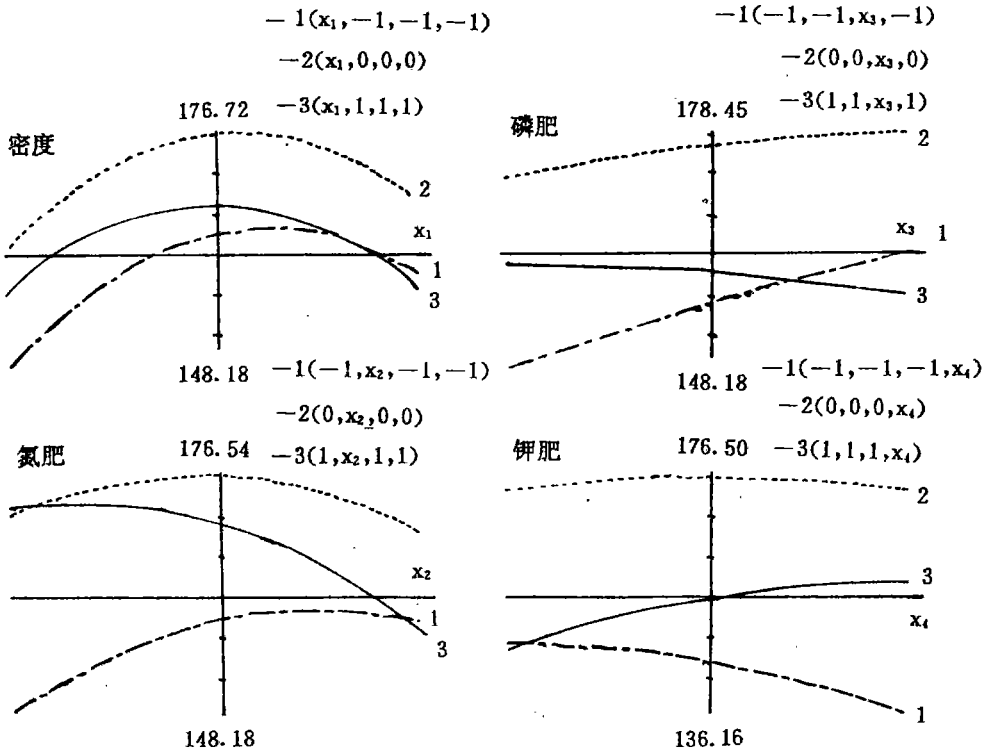 －1(x₁,－1,－1,－1)
－2(x₁,0,0,0)
－3(x₁,1,1,1)
176.72
密度
2
x₁
1
3
148.18
－1(－1,－1,x₃,－1)
－2(0,0,x₃,0)
－3(1,1,x₃,1)
178.45
磷肥
2
x₃
1
3
148.18
－1(－1,x₂,－1,－1)
－2(0,x₂,0,0)
－3(1,x₂,1,1)
176.54
氮肥
x₂
1
3
148.18
－1(－1,－1,－1,x₄)
－2(0,0,0,x₄)
－3(1,1,1,x₄)
176.50
钾肥
2
3
x₄
1
136.16